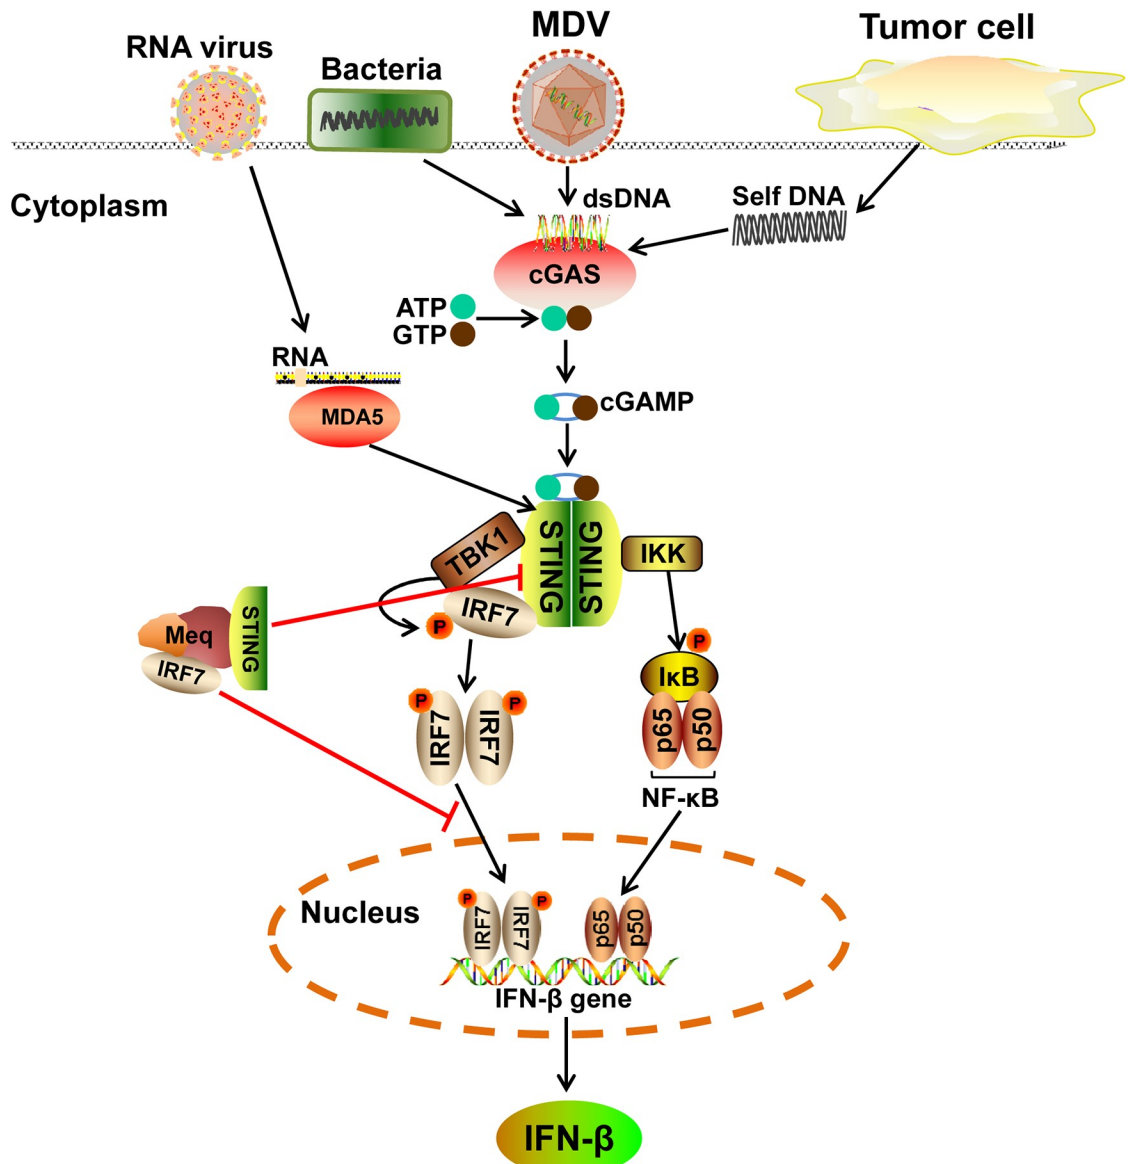 MDV
Tumor cell
RNA virus
Bacteria
Cytoplasm
dsDNA
Self DNA
cGAS
ATP
GTP
RNA
MDA5
cGAMP
STING
STING
TBK1
IKK
IRF7
P
P
Meq
STING
IRF7
IκB
P
P
IRF7
IRF7
p65
p50
NF-κB
Nucleus
P
P
IRF7
IRF7
p65
p50
IFN-β gene
IFN-β